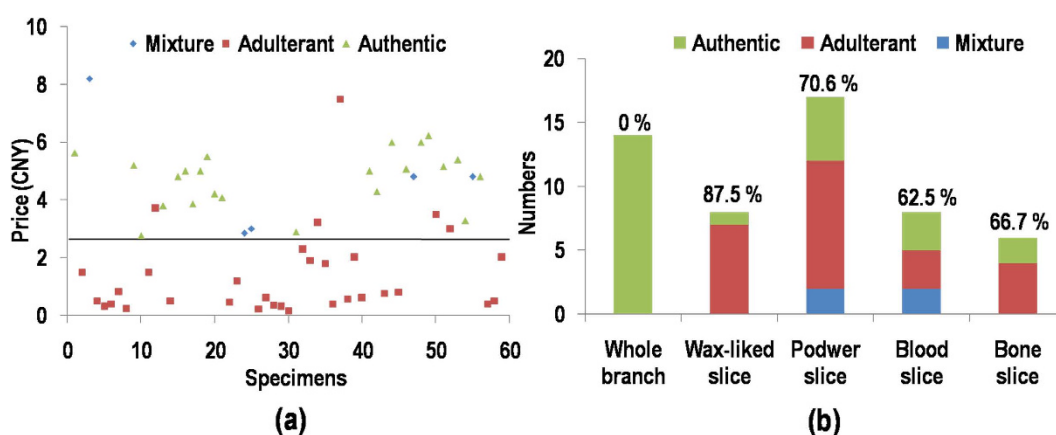 Mixture Adulterant Authentic
Price (CNY)
10
8
6
4
2
0
0 10 20 30 40 50 60
Specimens
(a)
Authentic Adulterant Mixture
Numbers
20
15
10
5
0
0 %
87.5 %
70.6 %
62.5 %
66.7 %
Whole branch
Wax-liked slice
Podwer slice
Blood slice
Bone slice
(b)